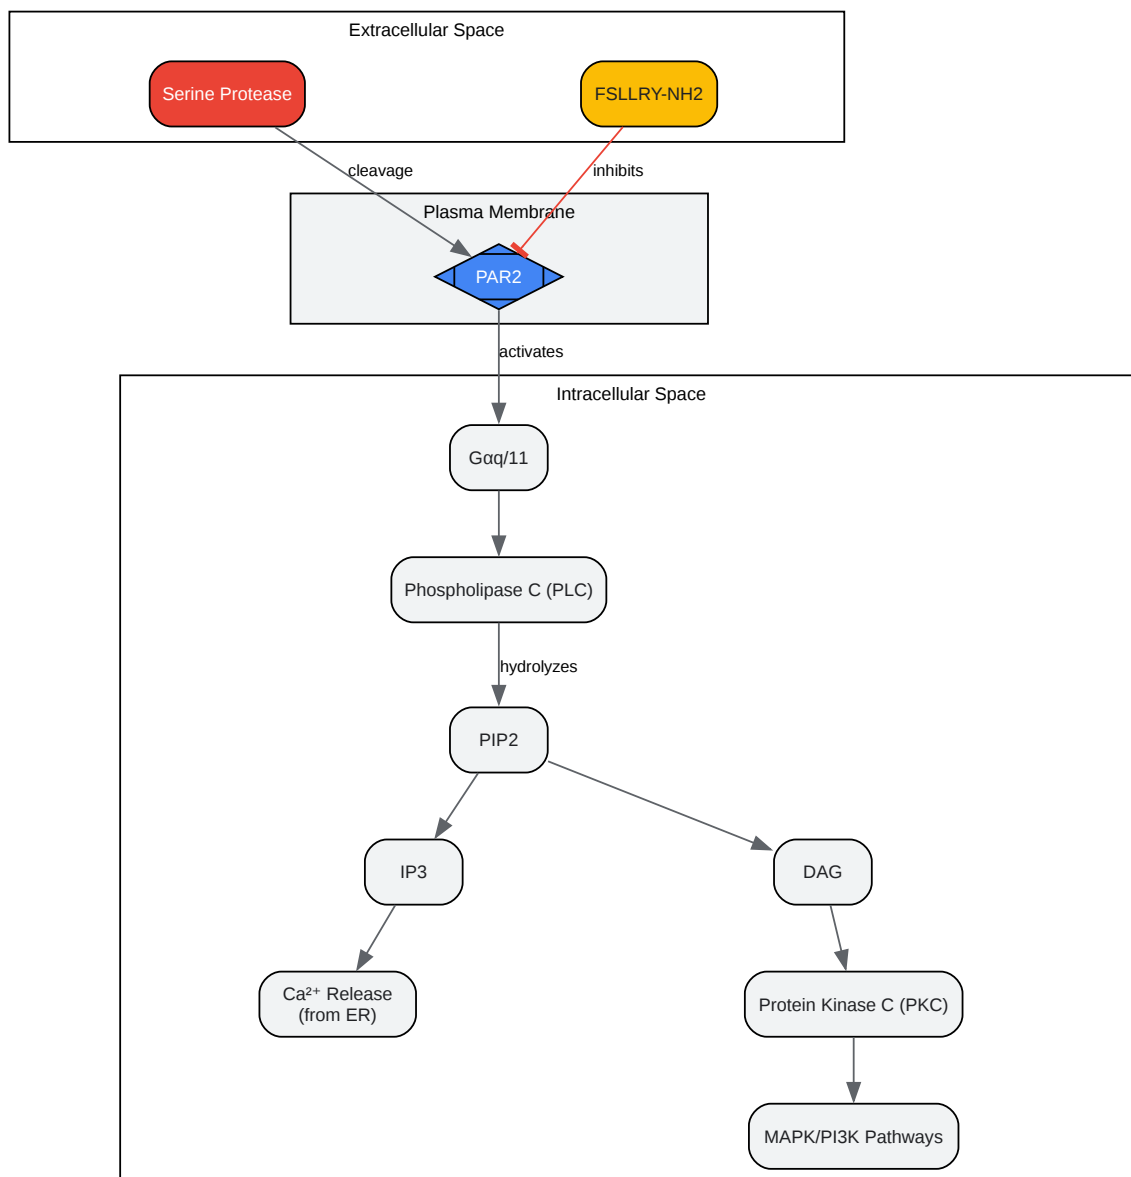 Extracellular Space
Serine Protease
FSLLRY-NH2
cleavage
inhibits
Plasma Membrane
PAR2
activates
Intracellular Space
Gαq/11
Phospholipase C (PLC)
hydrolyzes
PIP2
IP3
DAG
Ca²⁺ Release
(from ER)
Protein Kinase C (PKC)
MAPK/PI3K Pathways